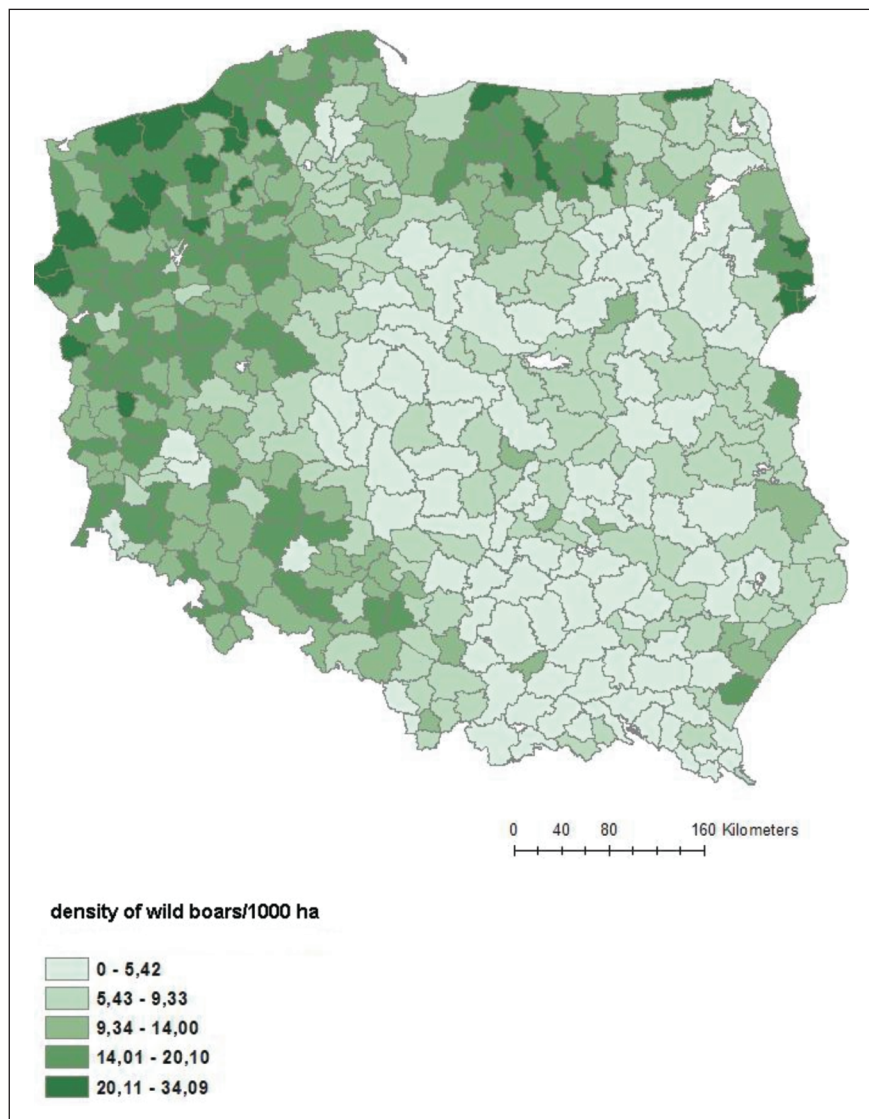 0 40 80 160 Kilometers
density of wild boars/1000 ha
0 - 5,42
5,43 - 9,33
9,34 - 14,00
14,01 - 20,10
20,11 - 34,09